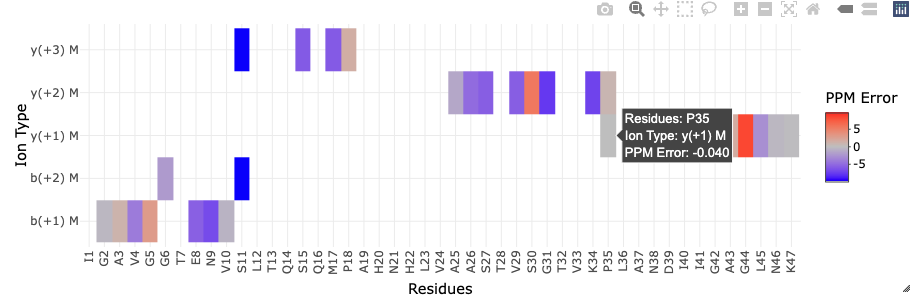 y(+3) M
y(+2) M
y(+1) M
b(+2) M
b(+1) M
Ion Type
Residues: P35
Ion Type: y(+1) M
PPM Error: -0.040
PPM Error
5
0
−5
I1 G2 A3 V4 G5 G6 T7 E8 N9 V10 S11 L12 T13 Q14 S15 Q16 M17 P18 A19 H20 N21 H22 L23 V24 A25 A26 S27 T28 V29 S30 G31 T32 V33 K34 P35 L36 A37 N38 D39 I40 I41 G42 A43 G44 L45 N46 K47
Residues